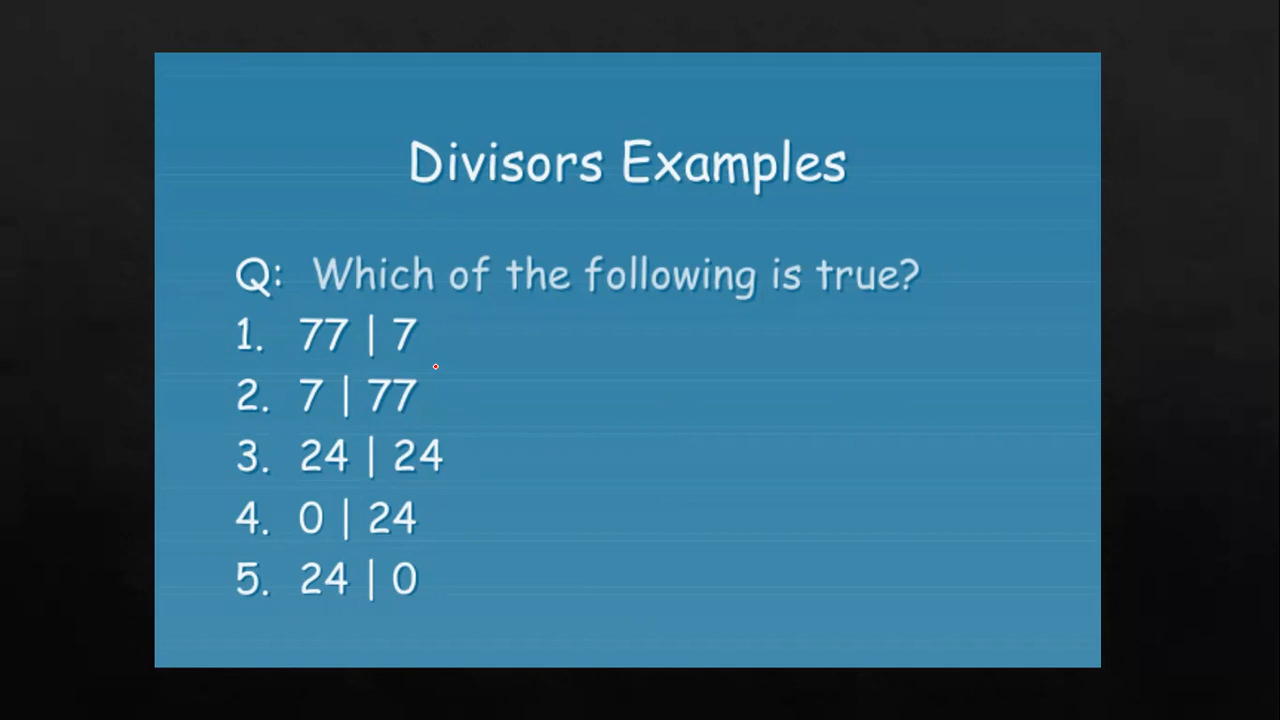 Divisors Examples
Q: Which of the following is true?
1. 77 | 7
2. 7 | 77
3. 24 | 24
4. 0 | 24
5. 24 | 0